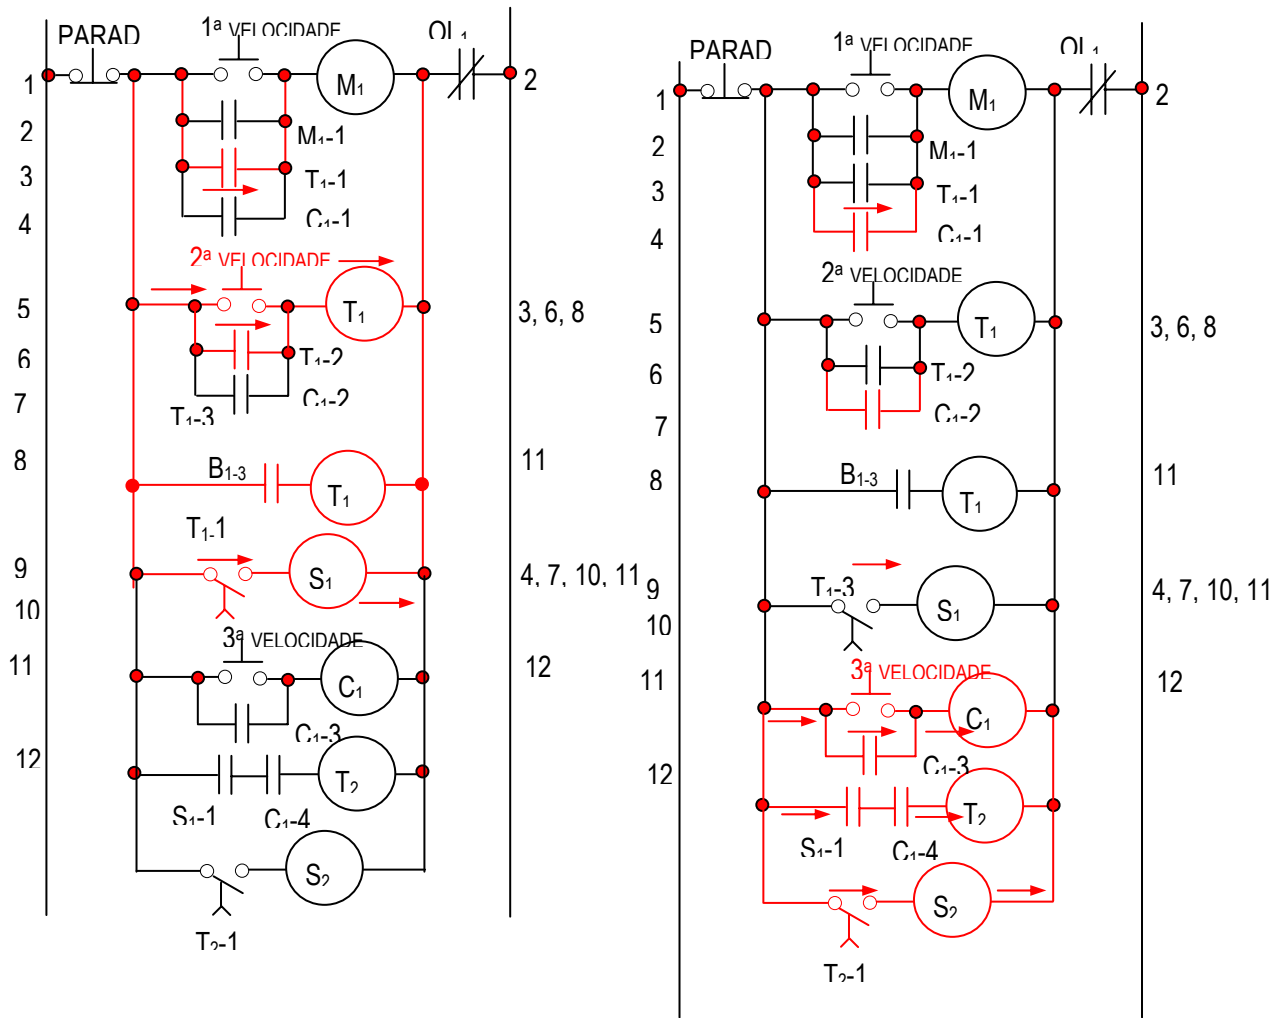 PARAD
1ª VELOCIDADE
OL1
M1
1
2
2
M1-1
3
T1-1
4
C1-1
2ª VELOCIDADE
5
T1
3, 6, 8
6
T1-2
7
T1-3
C1-2
8
B1-3
T1
11
T1-1
9
S1
4, 7, 10, 11
10
3ª VELOCIDADE
11
C1
12
C1-3
12
T2
S1-1
C1-4
S2
T2-1
PARAD
1ª VELOCIDADE
OL1
M1
1
2
2
M1-1
3
T1-1
4
C1-1
2ª VELOCIDADE
5
T1
3, 6, 8
6
T1-2
7
C1-2
8
B1-3
T1
11
9
T1-3
S1
4, 7, 10, 11
10
3ª VELOCIDADE
11
C1
12
C1-3
12
T2
S1-1
C1-4
S2
T2-1